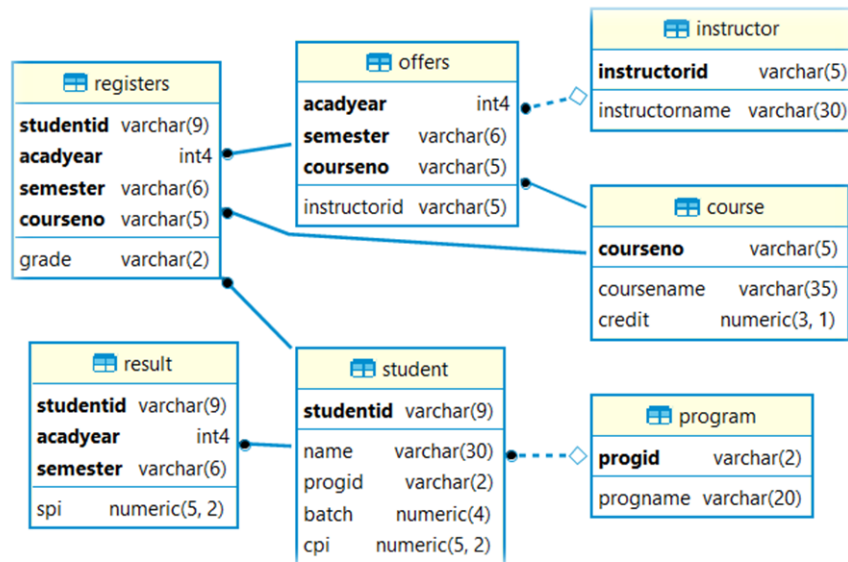 registers
studentid varchar(9)
acadyear int4
semester varchar(6)
courseno varchar(5)
grade varchar(2)
offers
acadyear int4
semester varchar(6)
courseno varchar(5)
instructorid varchar(5)
instructor
instructorid varchar(5)
instructorname varchar(30)
course
courseno varchar(5)
coursename varchar(35)
credit numeric(3, 1)
result
studentid varchar(9)
acadyear int4
semester varchar(6)
spi numeric(5, 2)
student
studentid varchar(9)
name varchar(30)
progid varchar(2)
batch numeric(4)
cpi numeric(5, 2)
program
progid varchar(2)
progname varchar(20)